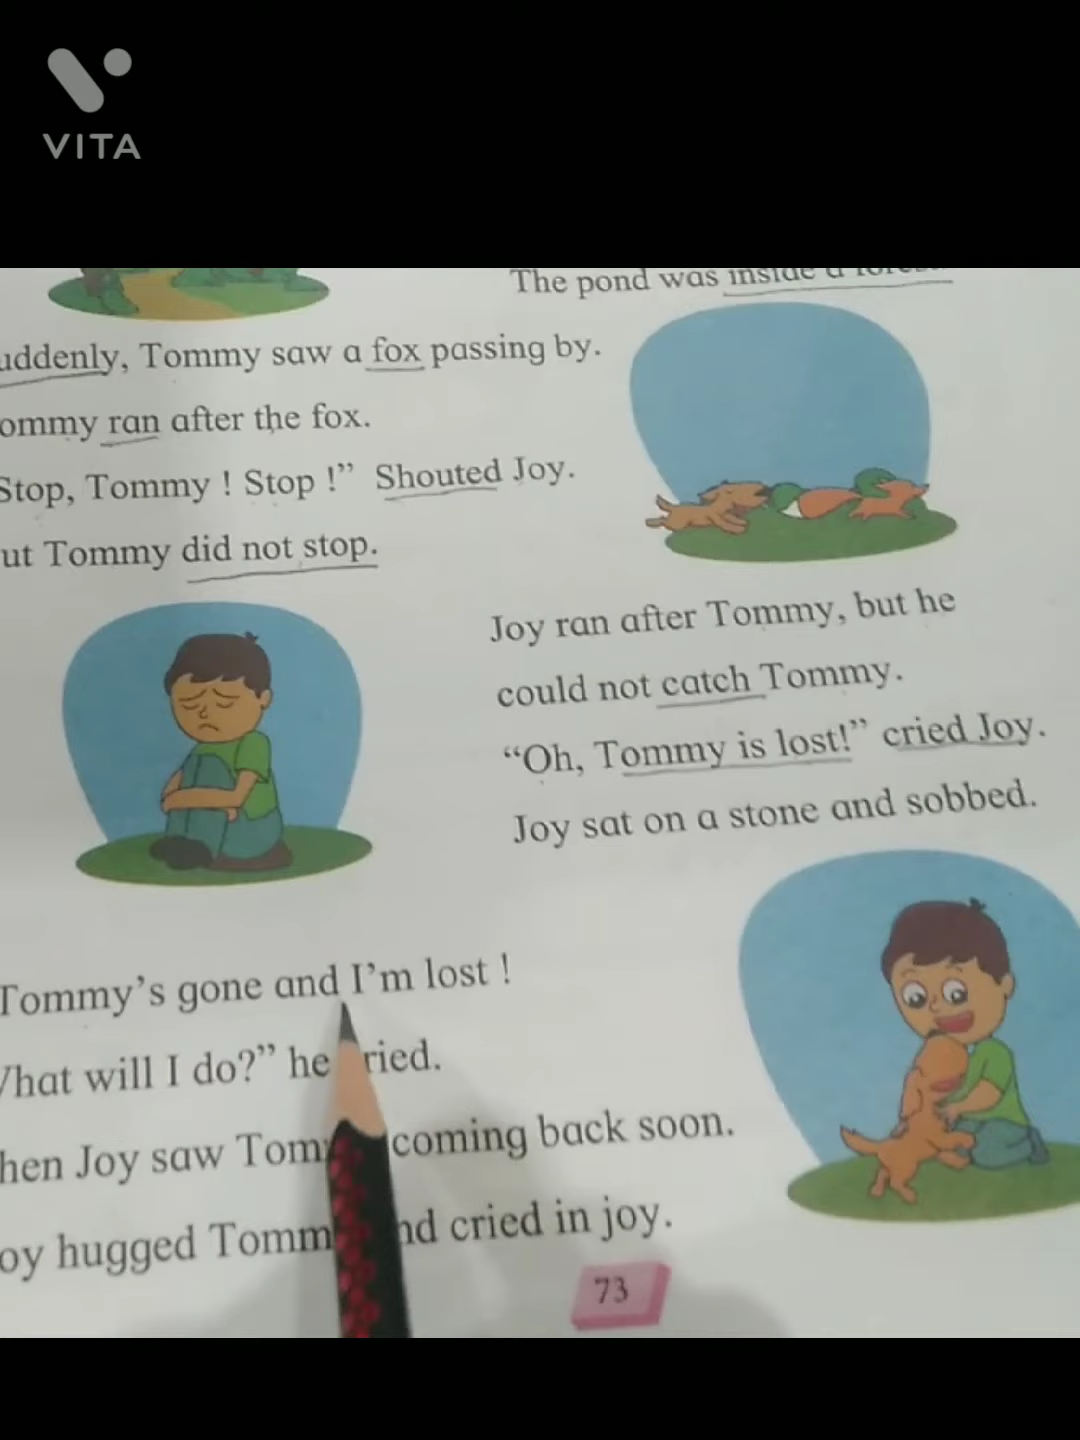 VITA
The pond was inside a
uddenly, Tommy saw a fox passing by.
ommy ran after the fox.
Stop, Tommy ! Stop !” Shouted Joy.
ut Tommy did not stop.
Joy ran after Tommy, but he
could not catch Tommy.
“Oh, Tommy is lost!” cried Joy.
Joy sat on a stone and sobbed.
Tommy’s gone and I’m lost !
hat will I do?” he ried.
hen Joy saw Tom coming back soon.
oy hugged Tomm nd cried in joy.
73